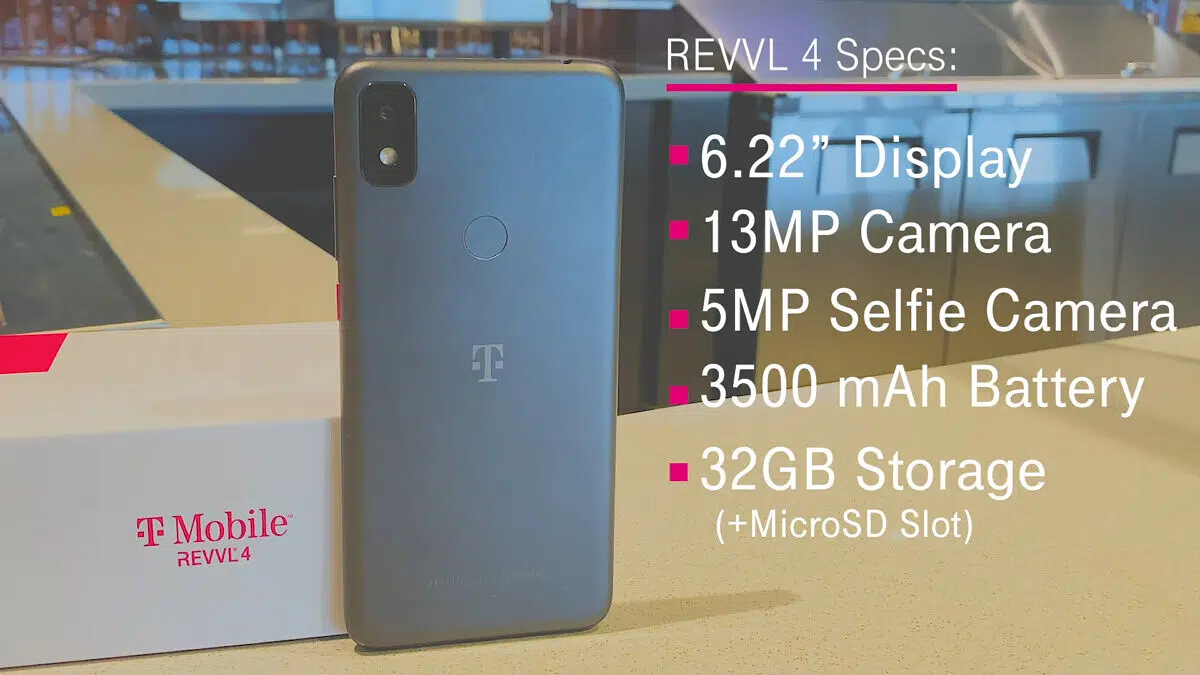 REVVL 4 Specs:
6.22” Display
13MP Camera
5MP Selfie Camera
3500 mAh Battery
32GB Storage
(+MicroSD Slot)
T
T Mobile™
REVVL®4